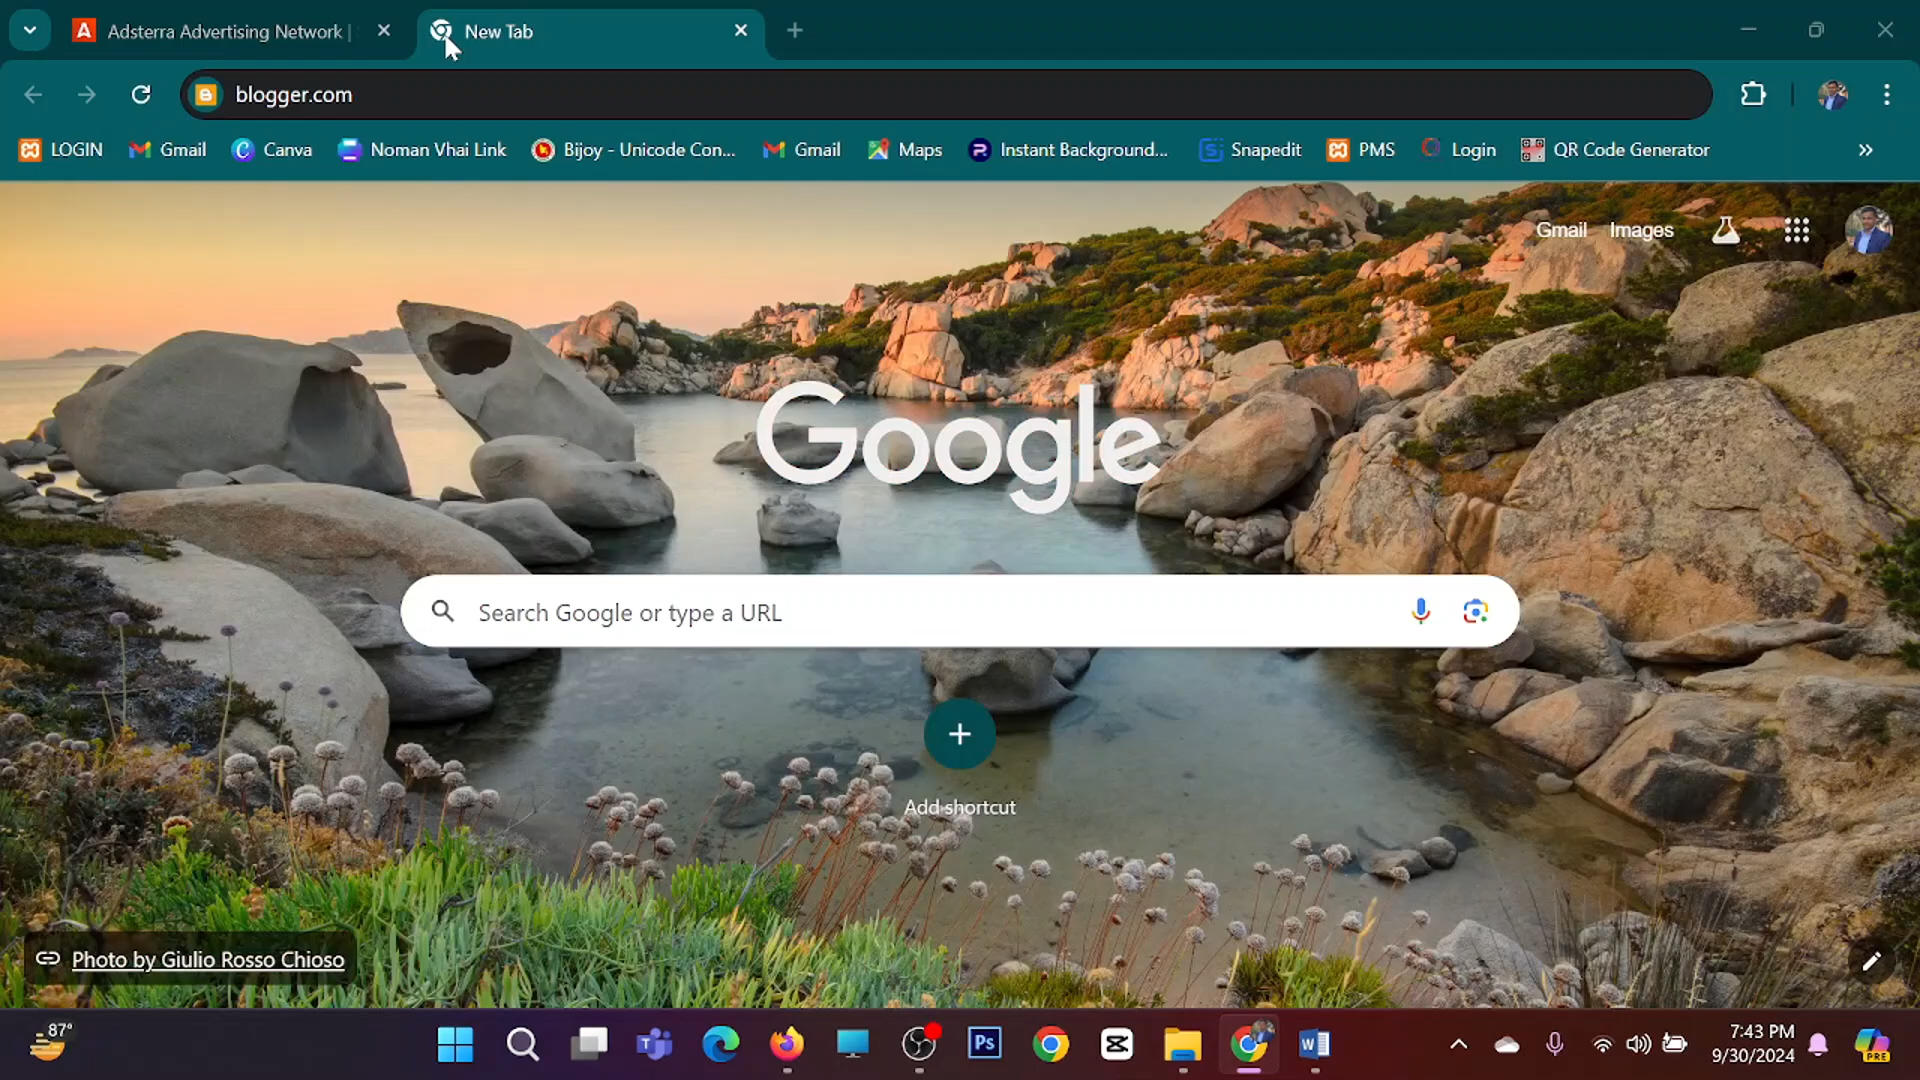 Adsterra Advertising Network |
New Tab
blogger.com
LOGIN
Gmail
Canva
Noman Vhai Link
Bijoy - Unicode Con...
Gmail
Maps
Instant Background...
Snapedit
PMS
Login
QR Code Generator
Gmail
Images
Google
Search Google or type a URL
Add shortcut
Photo by Giulio Rosso Chioso
87°
Ps
7:43 PM
9/30/2024
PRE